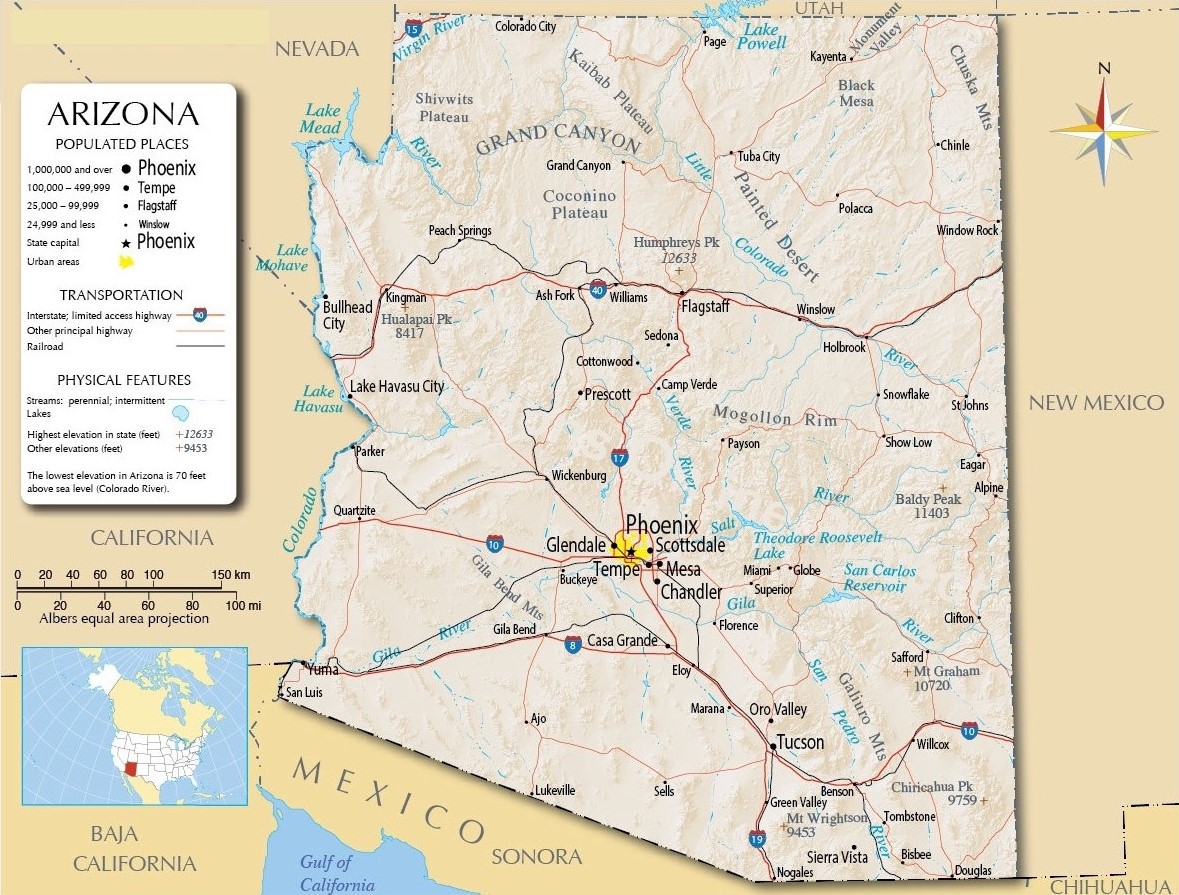 UTAH
15
Virgin River
Colorado City
Page
Lake
Powell
Monument
Valley
Kayenta
NEVADA
Kaibab Plateau
Chuska Mts
Black
Mesa
Shivwits
Plateau
Lake
Mead
River
GRAND CANYON
Grand Canyon
Little
Tuba City
Chinle
N
Coconino
Plateau
Painted Desert
Polacca
Window Rock
Peach Springs
Humphreys Pk
12633
Colorado
Lake
Mohave
Bullhead
City
Kingman
Hualapai Pk
8417
Ash Fork
40
Williams
Flagstaff
Winslow
Holbrook
River
Sedona
Cottonwood
Lake
Havasu
Lake Havasu City
Prescott
Camp Verde
Verde
River
Snowflake
St Johns
NEW MEXICO
Mogollon Rim
Payson
Show Low
Parker
17
Wickenburg
Eagar
Alpine
River
Baldy Peak
11403
Colorado
Quartzite
10
Phoenix
Salt
Glendale
Scottsdale
Theodore Roosevelt
Lake
Tempe
Mesa
Miami
Globe
San Carlos
Reservoir
Buckeye
Chandler
Superior
Gila Bend Mts
Gila
Florence
River
Clifton
Gila River
Gila Bend
8
Casa Grande
Safford
Mt Graham
10720
Yuma
San Luis
Eloy
San
Pedro
River
Galiuro Mts
Marana
Oro Valley
Ajo
Tucson
Willcox
10
Lukeville
Sells
Benson
Chiricahua Pk
9759
Green Valley
Mt Wrightson
9453
Tombstone
19
Sierra Vista
Bisbee
Nogales
Douglas
ARIZONA
POPULATED PLACES
1,000,000 and over Phoenix
100,000 – 499,999 Tempe
25,000 – 99,999 Flagstaff
24,999 and less Winslow
State capital Phoenix
Urban areas
TRANSPORTATION
Interstate; limited access highway 40
Other principal highway
Railroad
PHYSICAL FEATURES
Streams: perennial; intermittent
Lakes
Highest elevation in state (feet) +12633
Other elevations (feet) +9453
The lowest elevation in Arizona is 70 feet
above sea level (Colorado River).
CALIFORNIA
0 20 40 60 80 100 150 km
0 20 40 60 80 100 mi
Albers equal area projection
MEXICO
BAJA
CALIFORNIA
Gulf of
California
SONORA
CHIHUAHUA